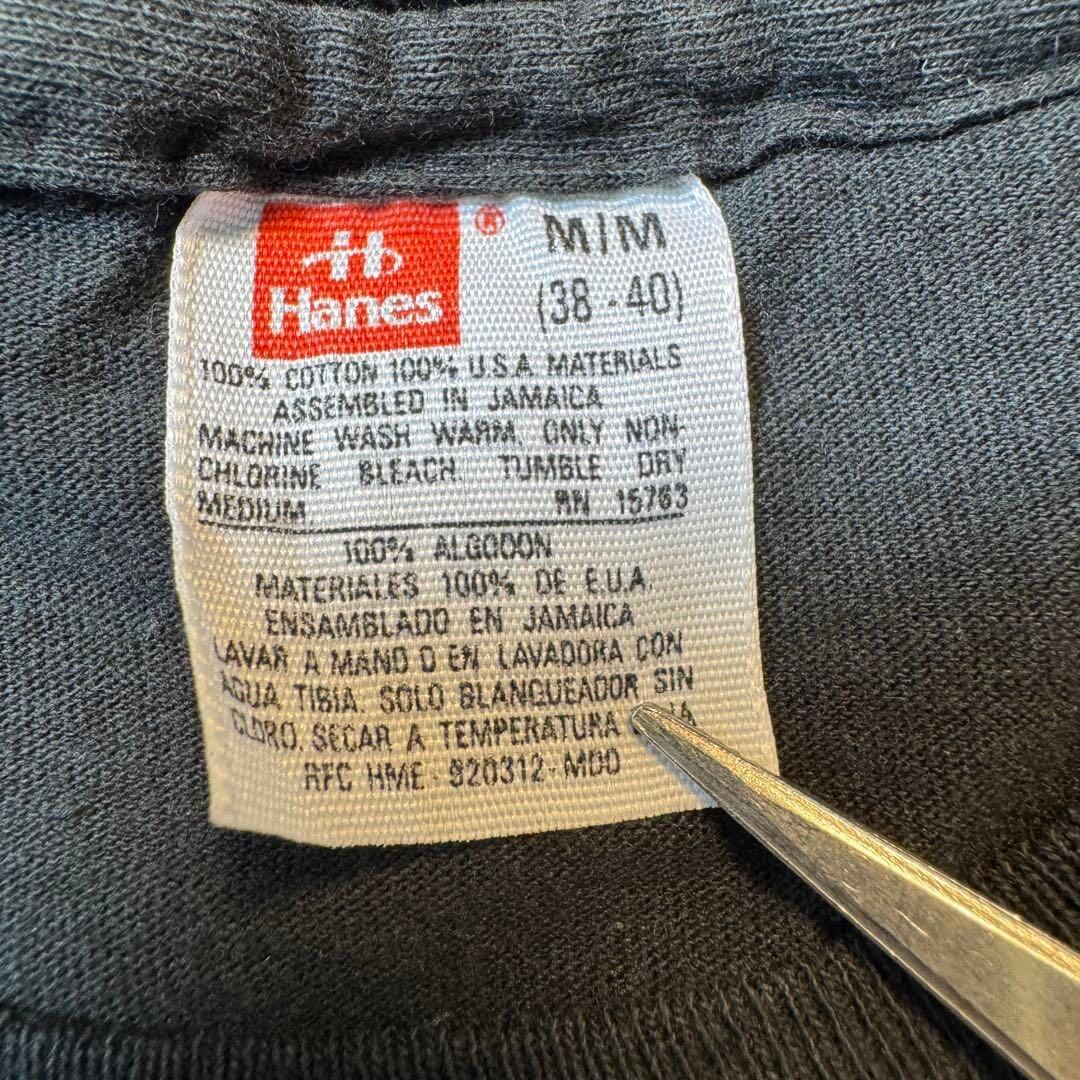 Hanes ®
M/M
(38 - 40)
100% COTTON 100% U.S.A. MATERIALS
ASSEMBLED IN JAMAICA
MACHINE WASH WARM, ONLY NON-
CHLORINE BLEACH. TUMBLE DRY
MEDIUM. RN 15763
100% ALGODON
MATERIALES 100% DE E.U.A.
ENSAMBLADO EN JAMAICA
LAVAR A MANO O EN LAVADORA CON
AGUA TIBIA. SOLO BLANQUEADOR SIN
CLORO. SECAR A TEMPERATURA
RFC HME - 920312 - MD0